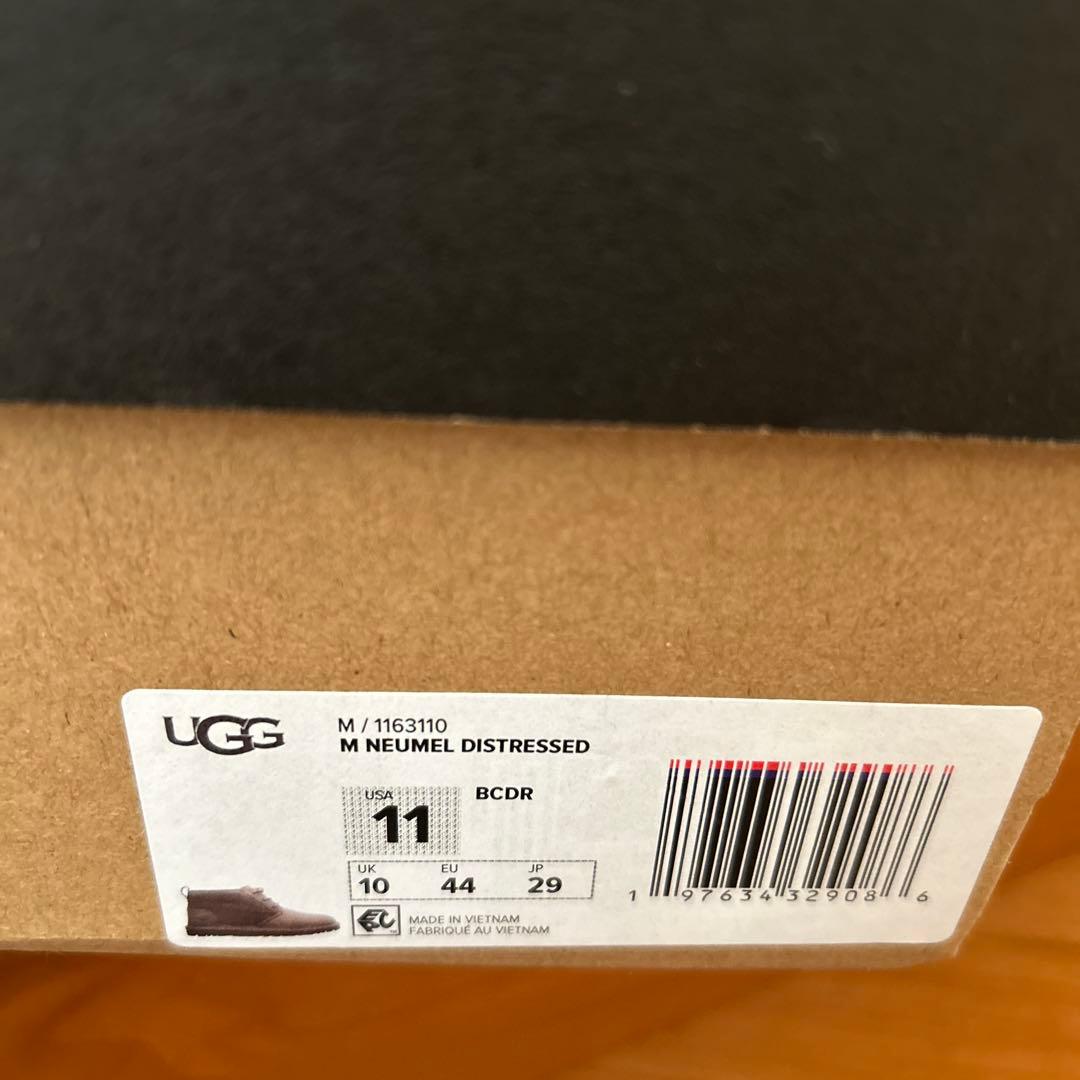 UGG
M / 1163110
M NEUMEL DISTRESSED
USA
11
BCDR
UK EU JP
10 44 29
MADE IN VIETNAM
FABRIQUÉ AU VIETNAM
1 97634 32908 6